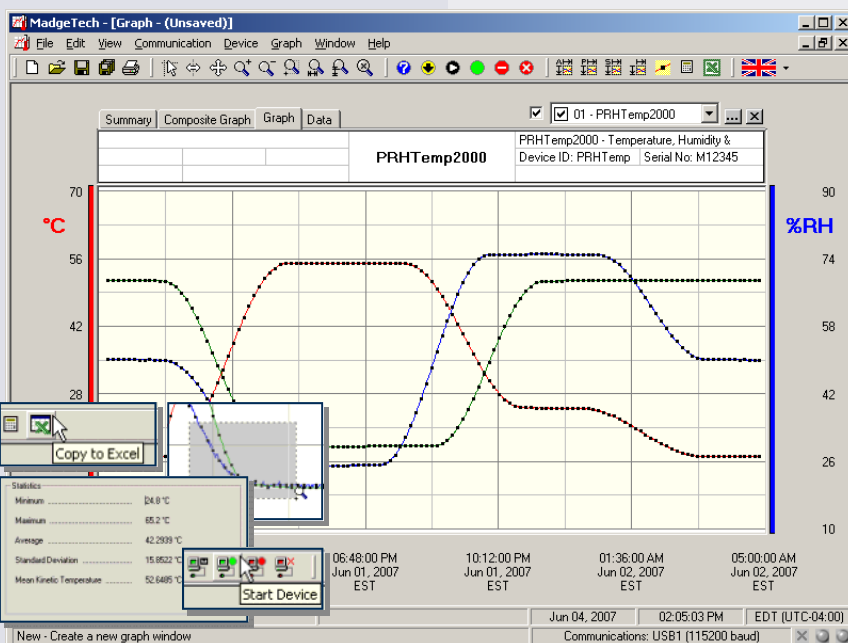 MadgeTech - [Graph - (Unsaved)]
File Edit View Communication Device Graph Window Help
Summary Composite Graph Graph Data
01 - PRHTemp2000
PRHTemp2000
PRHTemp2000 - Temperature, Humidity &
Device ID: PRHTemp Serial No: M12345
70
°C
56
42
28
90
%RH
74
58
42
26
10
Copy to Excel
Statistics
Minimum 24.8 °C
Maximum 65.2 °C
Average 42.2939 °C
Standard Deviation 15.8522 °C
Mean Kinetic Temperature 52.6485 °C
Start Device
06:48:00 PM
Jun 01, 2007
EST
10:12:00 PM
Jun 01, 2007
EST
01:36:00 AM
Jun 02, 2007
EST
05:00:00 AM
Jun 02, 2007
EST
Jun 04, 2007 02:05:03 PM EDT (UTC-04:00)
New - Create a new graph window
Communications: USB1 (115200 baud)